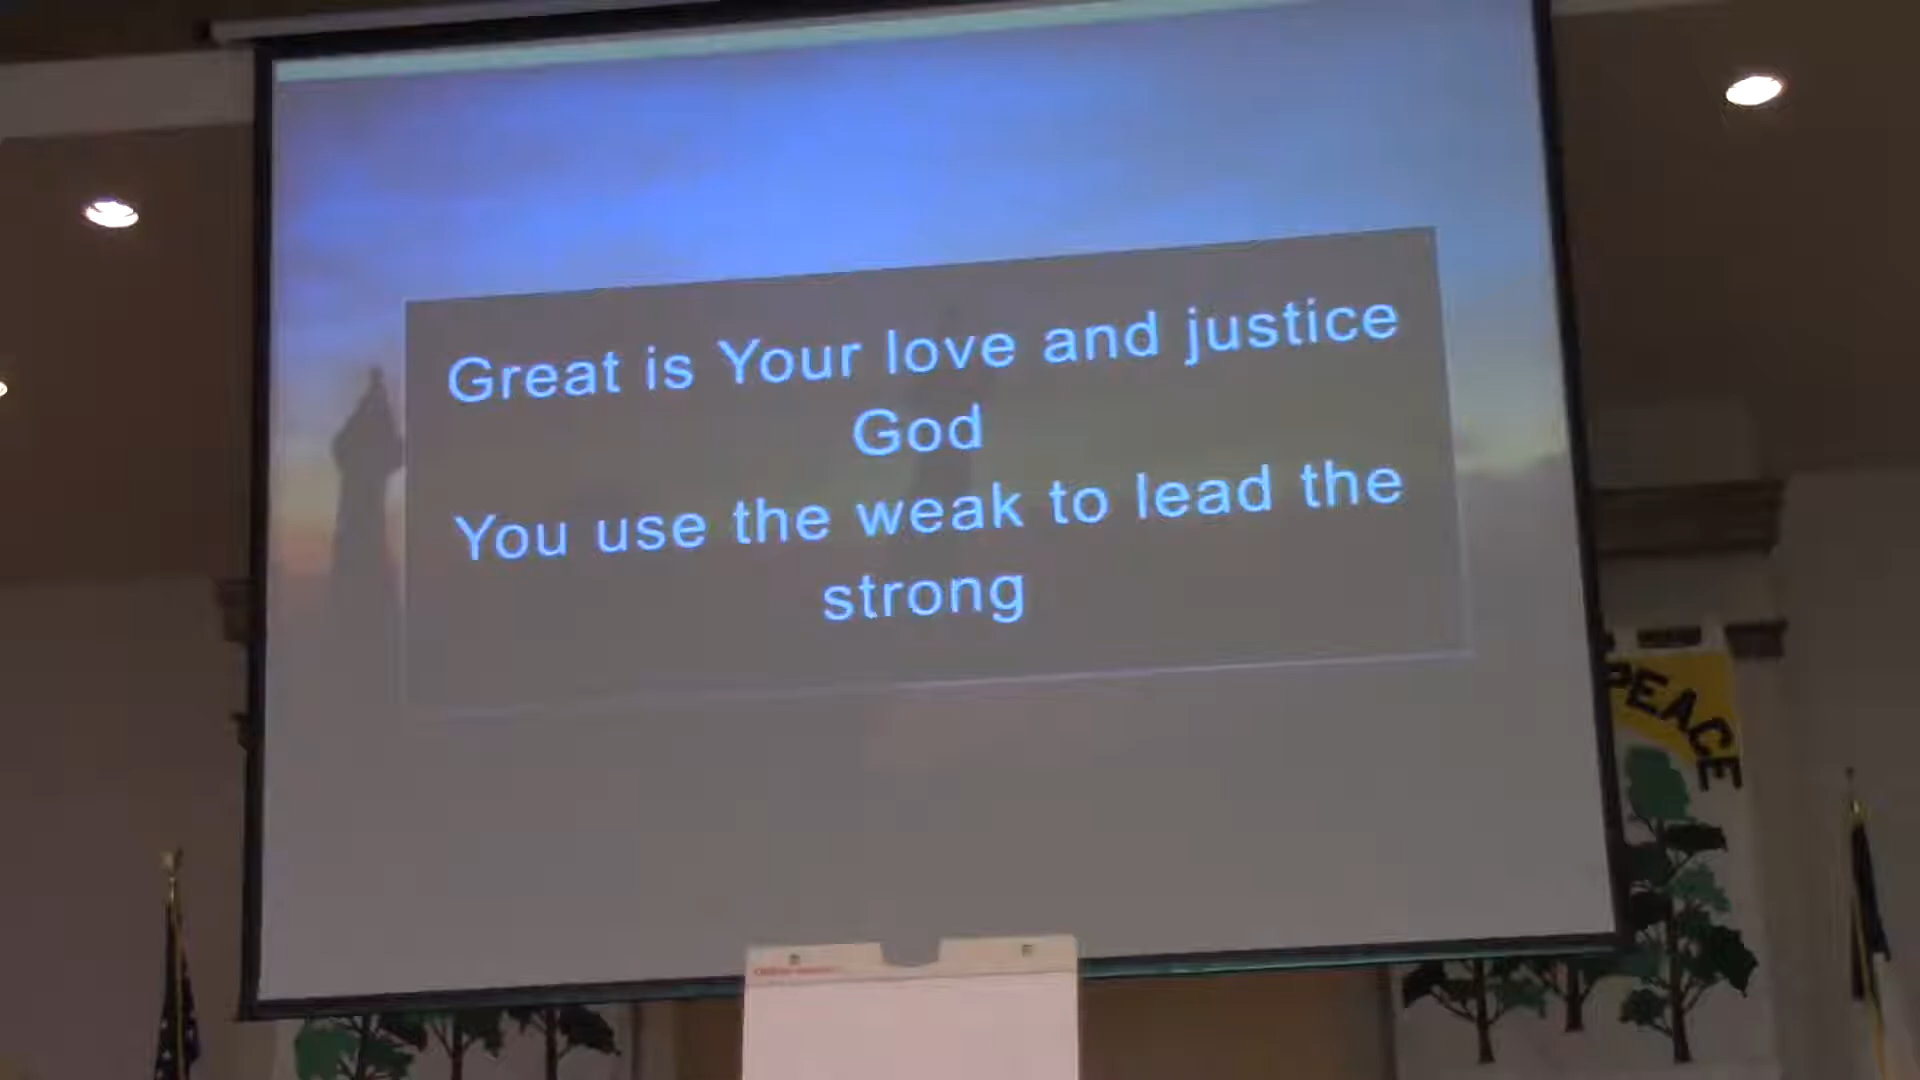 Great is Your love and justice
God
You use the weak to lead the
strong
PEACE